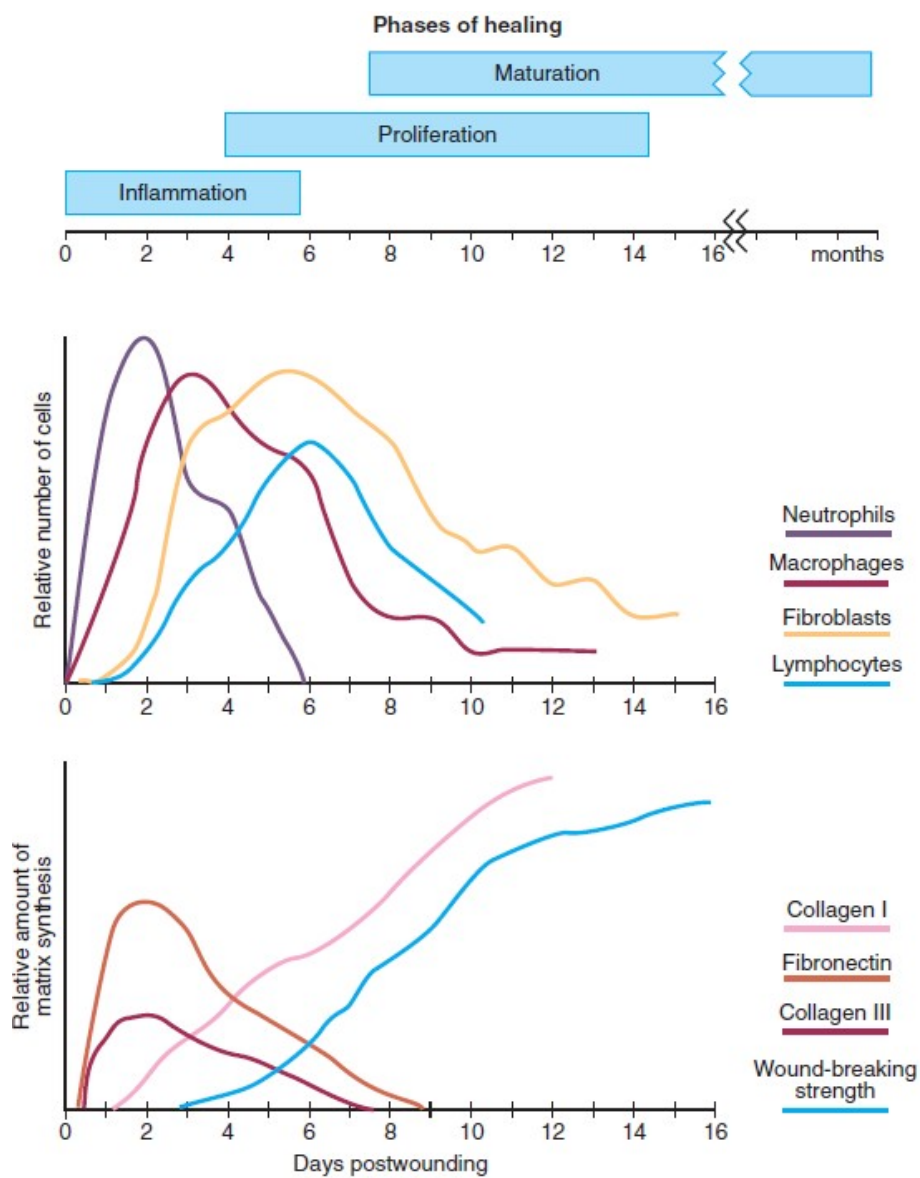 Phases of healing
Maturation
Proliferation
Inflammation
0 2 4 6 8 10 12 14 16 months
Relative number of cells
Neutrophils
Macrophages
Fibroblasts
Lymphocytes
0 2 4 6 8 10 12 14 16
Relative amount of
matrix synthesis
Collagen I
Fibronectin
Collagen III
Wound-breaking
strength
0 2 4 6 8 10 12 14 16
Days postwounding